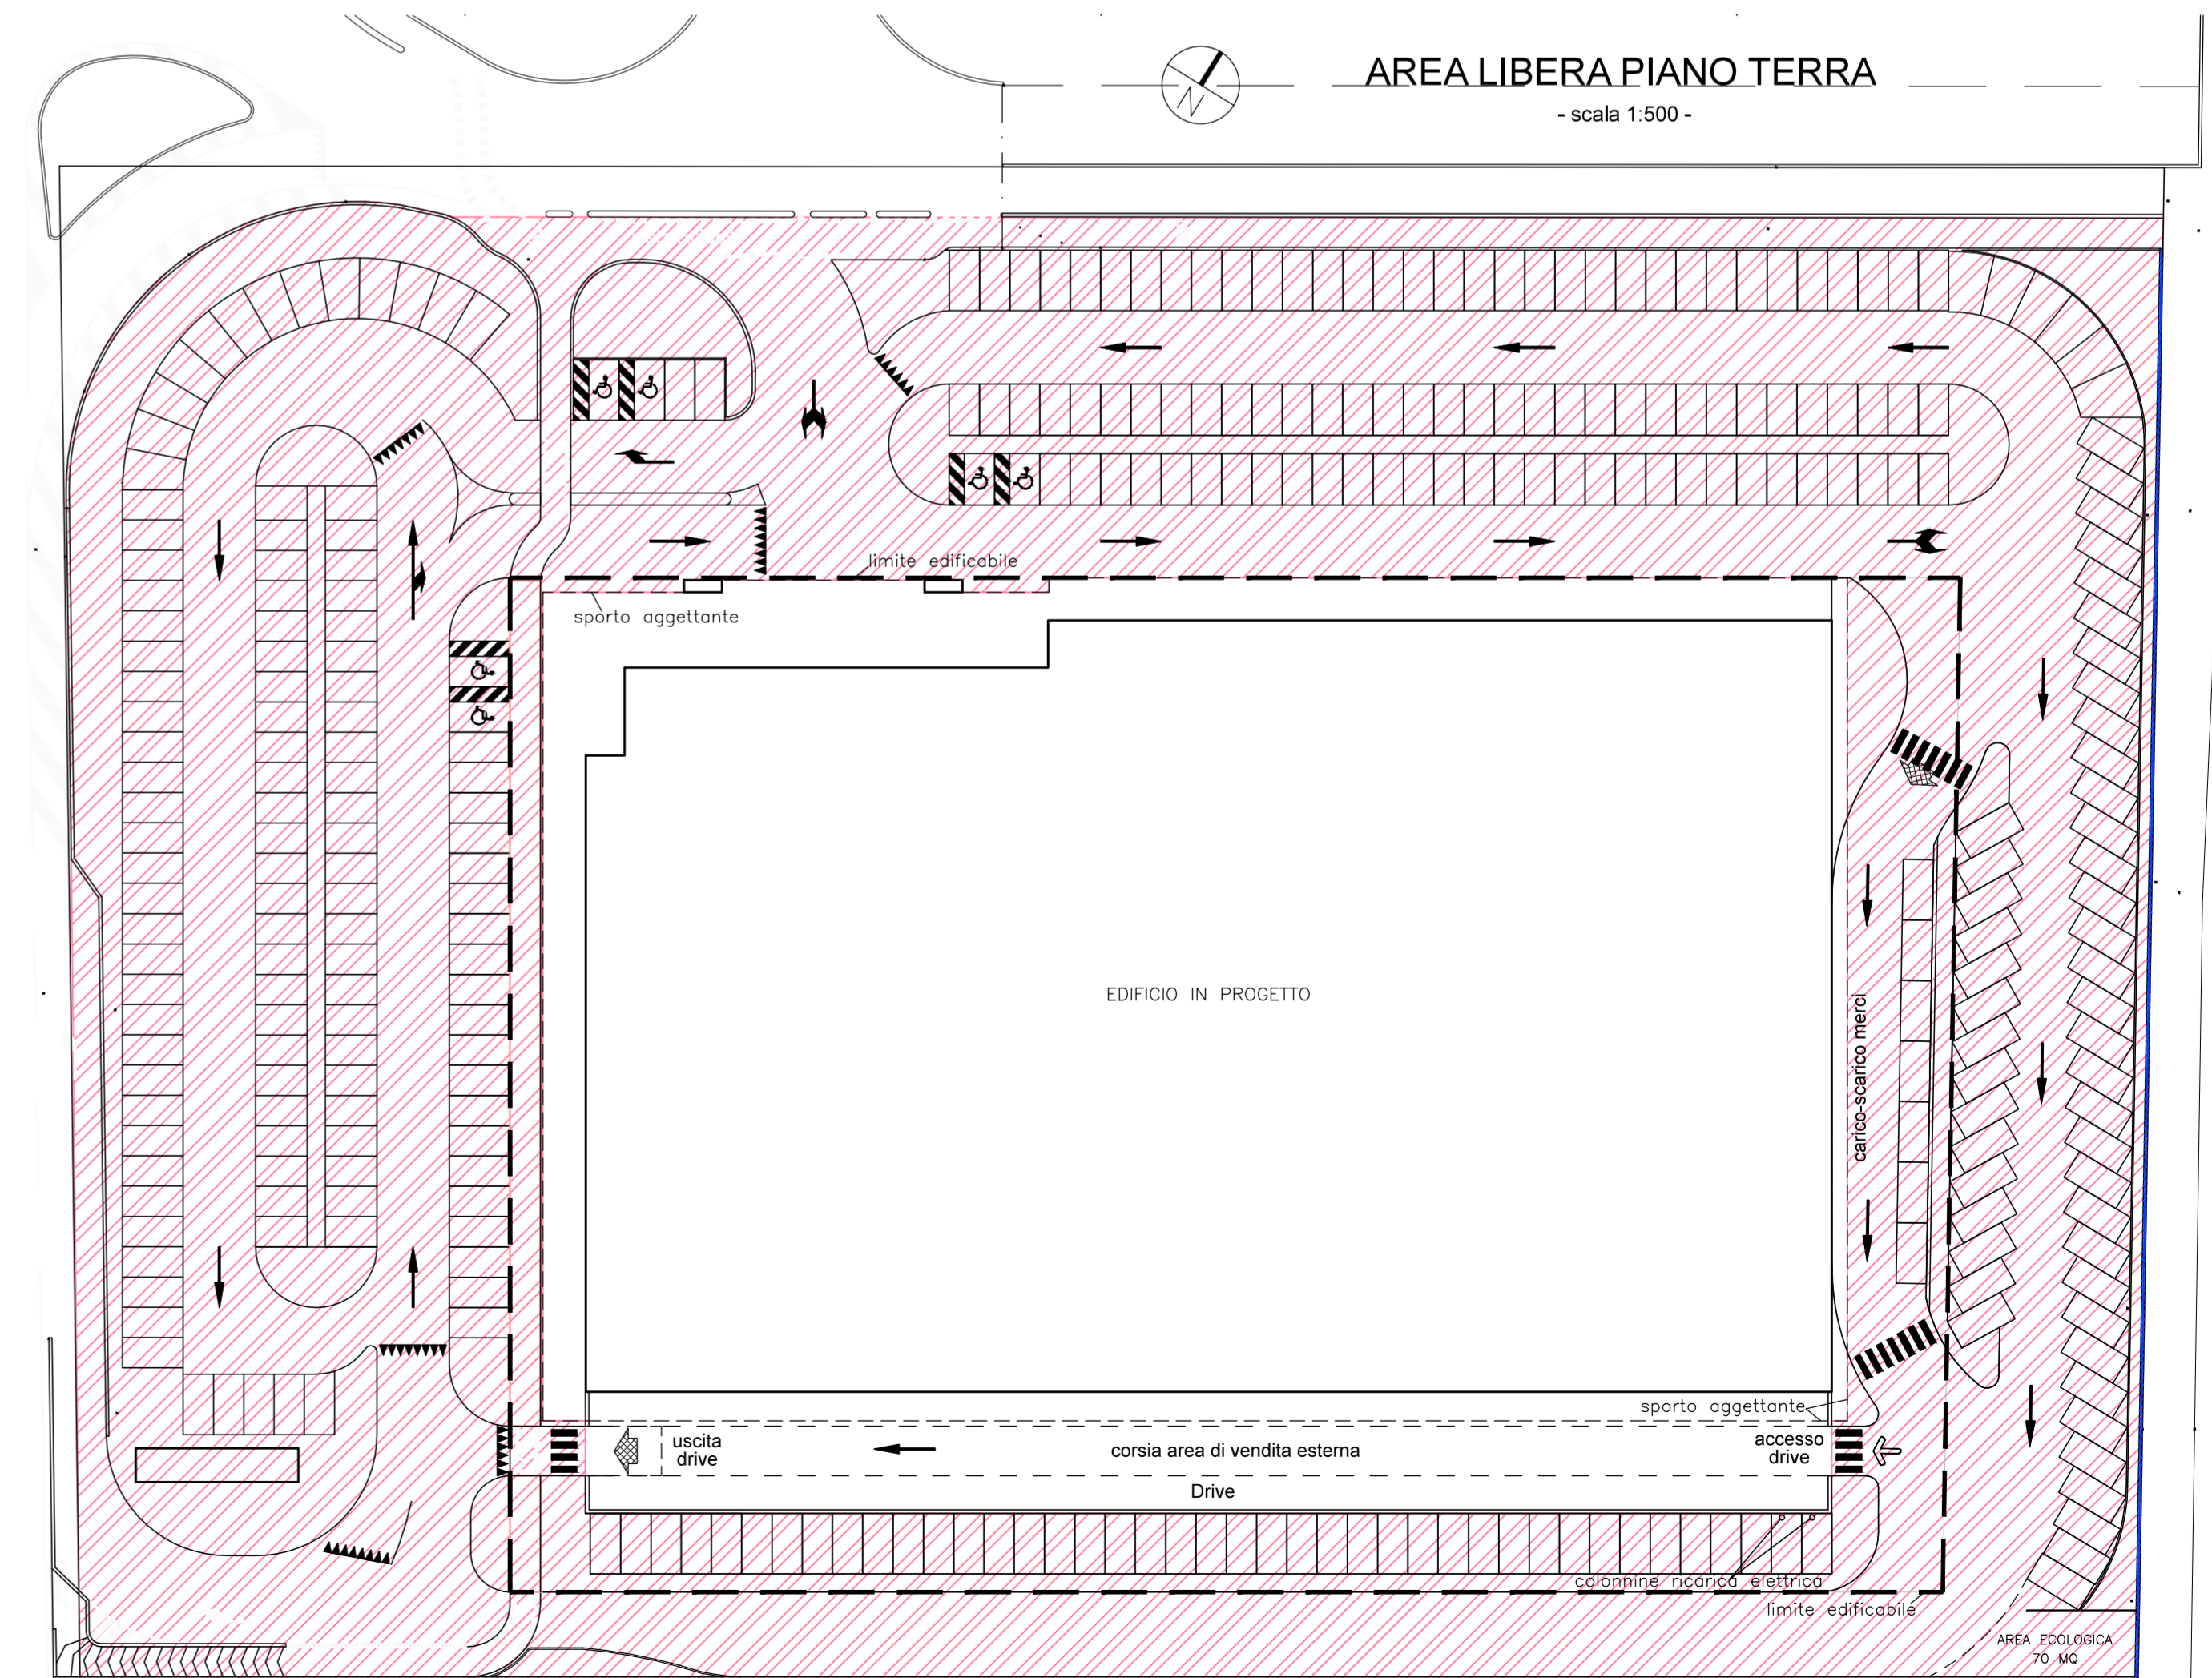 AREA LIBERA PIANO TERRA
- scala 1:500 -
N
limite edificabile
sporto aggettante
EDIFICIO IN PROGETTO
carico-scarico merci
sporto aggettante
uscita
drive
corsia area di vendita esterna
accesso
drive
Drive
colonnine ricarica elettrica
limite edificabile
AREA ECOLOGICA
70 MQ